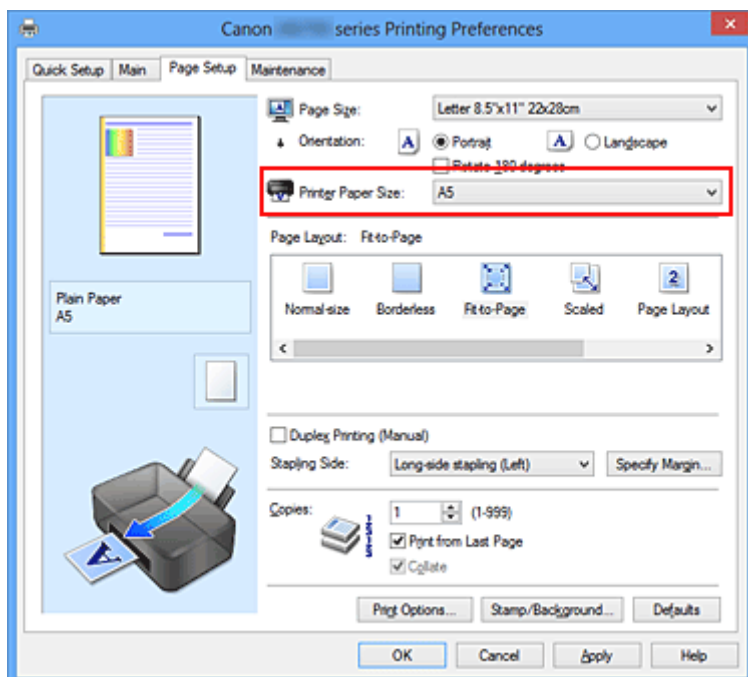 Canon series Printing Preferences
Quick Setup Main Page Setup Maintenance
Page Size: Letter 8.5"x11" 22x28cm
Orientation: A Portrait A Landscape
Rotate 180 degrees
Printer Paper Size: A5
Page Layout: Fit-to-Page
Normal-size Borderless Fit-to-Page Scaled Page Layout
Plain Paper
A5
Duplex Printing (Manual)
Stapling Side: Long-side stapling (Left) Specify Margin...
Copies: 1 (1-999)
Print from Last Page
Collate
Print Options... Stamp/Background... Defaults
OK Cancel Apply Help